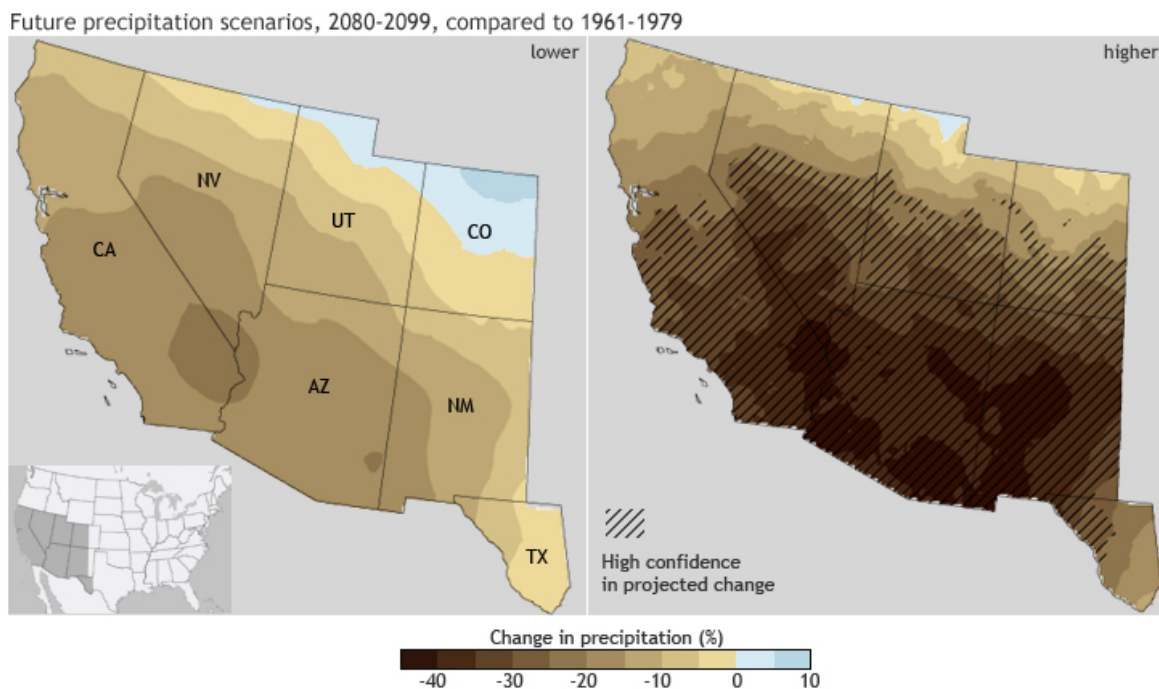 Future precipitation scenarios, 2080-2099, compared to 1961-1979
lower
higher
NV
UT
CO
CA
AZ
NM
TX
High confidence
in projected change
Change in precipitation (%)
-40 -30 -20 -10 0 10